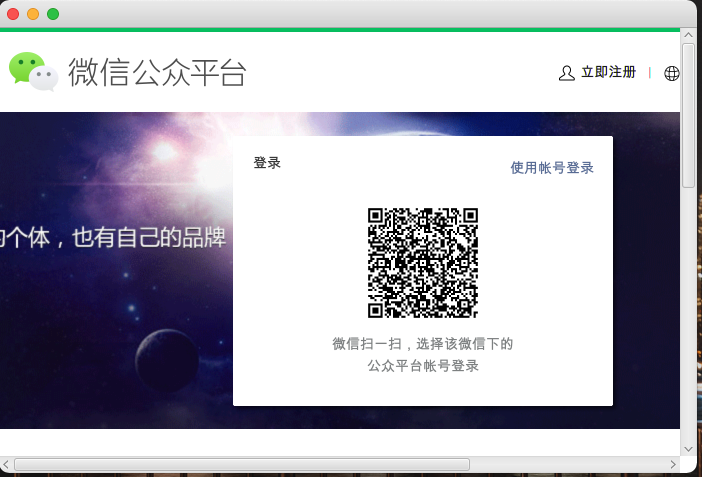 微信公众平台
立即注册
登录
使用帐号登录
的个体，也有自己的品牌
微信扫一扫，选择该微信下的
公众平台帐号登录